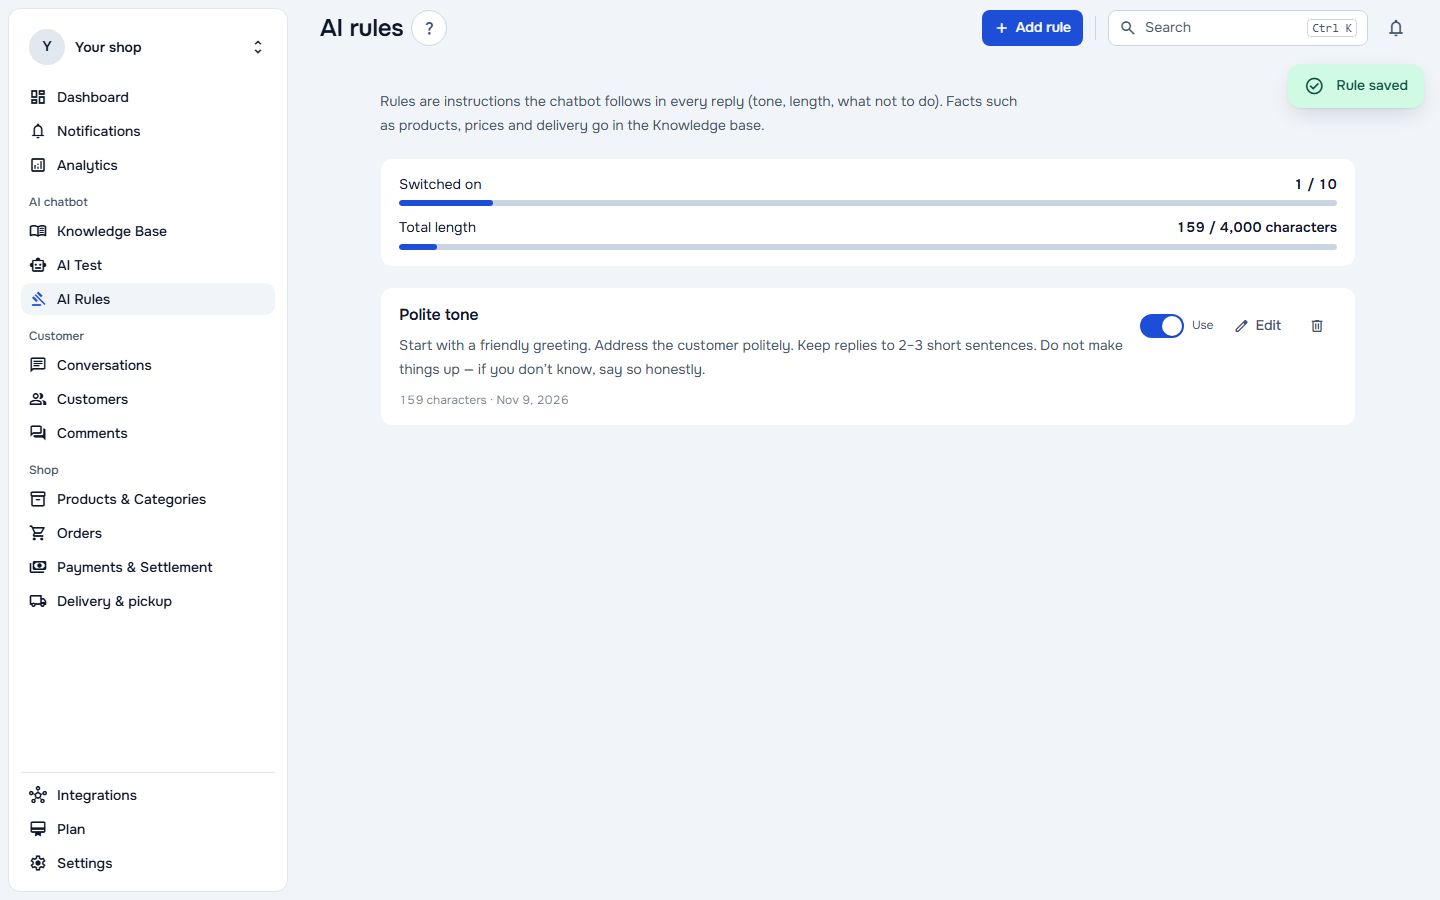 Y
Your shop
Dashboard
Notifications
Analytics
AI chatbot
Knowledge Base
AI Test
AI Rules
Customer
Conversations
Customers
Comments
Shop
Products & Categories
Orders
Payments & Settlement
Delivery & pickup
Integrations
Plan
Settings
AI rules
?
+ Add rule
Search
Ctrl K
Rule saved
Rules are instructions the chatbot follows in every reply (tone, length, what not to do). Facts such
as products, prices and delivery go in the Knowledge base.
Switched on
1 / 10
Total length
159 / 4,000 characters
Polite tone
Start with a friendly greeting. Address the customer politely. Keep replies to 2–3 short sentences. Do not make
things up — if you don’t know, say so honestly.
159 characters · Nov 9, 2026
Use
Edit